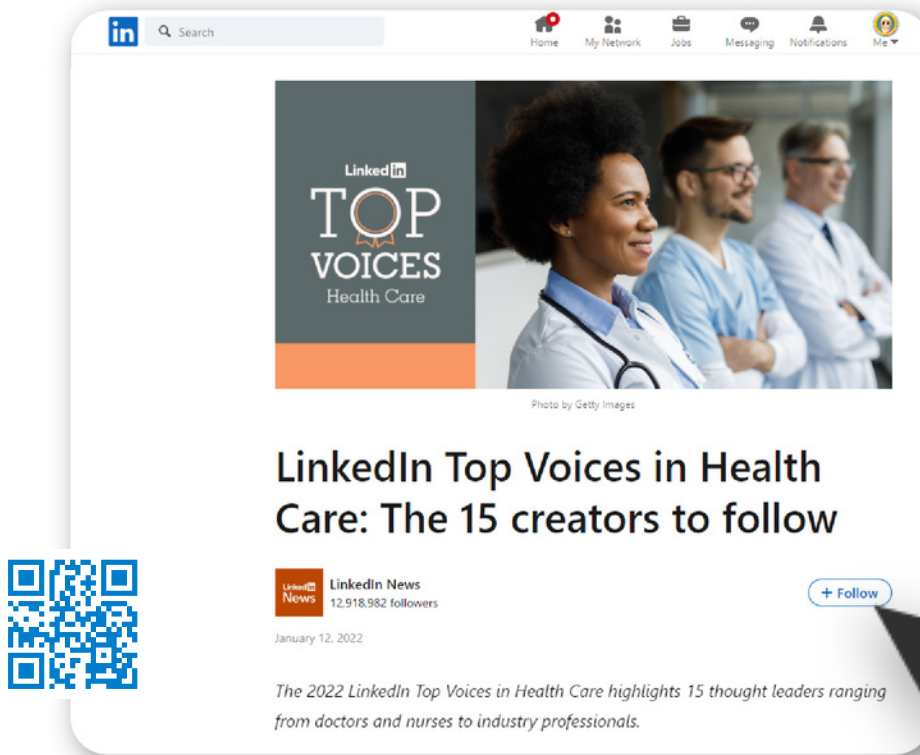 in Search
Home My Network Jobs Messaging Notifications Me
Linked in
TOP
VOICES
Health Care
Photo by Getty Images
LinkedIn Top Voices in Health
Care: The 15 creators to follow
Linked in
News
LinkedIn News
12,918,982 followers
+ Follow
January 12, 2022
The 2022 LinkedIn Top Voices in Health Care highlights 15 thought leaders ranging
from doctors and nurses to industry professionals.